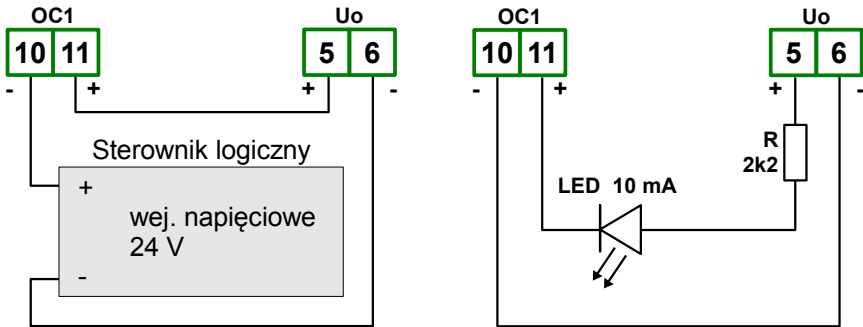 OC1
Uo
10 11
5 6
- +
+ -
Sterownik logiczny
+
wej. napięciowe
24 V
-
OC1
Uo
10 11
5 6
- +
+ -
R
2k2
LED 10 mA